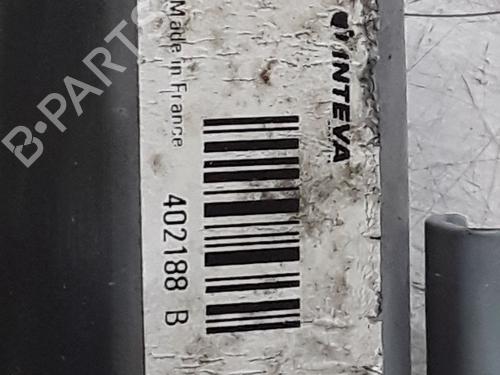 INTEVA
Made in France
402188 B
B-PARTS